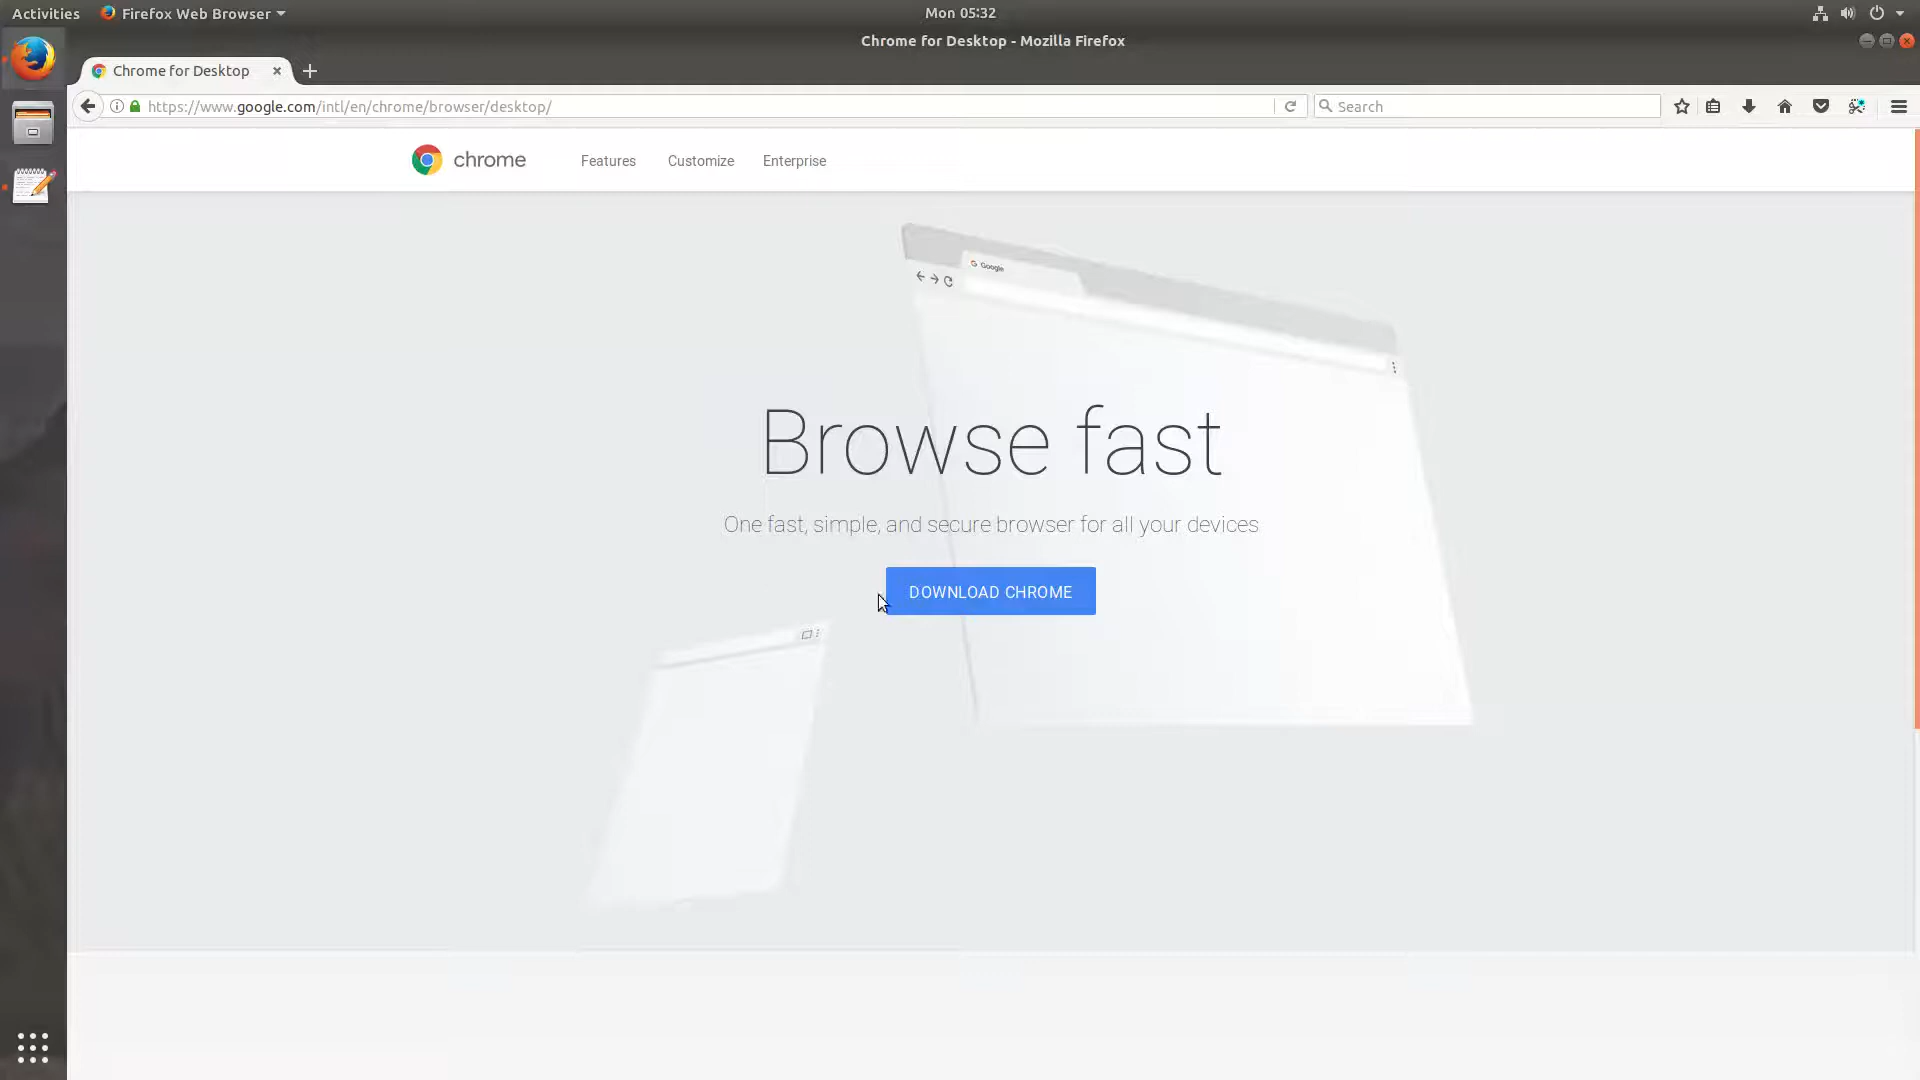 Activities Firefox Web Browser Mon 05:32
Chrome for Desktop - Mozilla Firefox
Chrome for Desktop
https://www.google.com/intl/en/chrome/browser/desktop/ Search
chrome Features Customize Enterprise
Google
Browse fast
One fast, simple, and secure browser for all your devices
DOWNLOAD CHROME